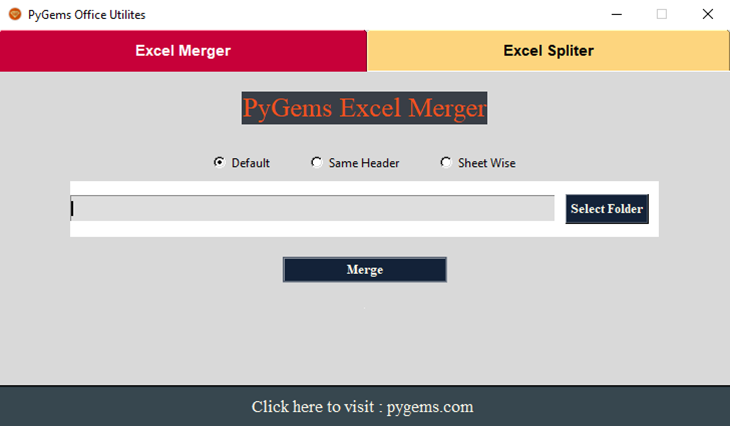 PyGems Office Utilites
Excel Merger
Excel Spliter
PyGems Excel Merger
Default
Same Header
Sheet Wise
Select Folder
Merge
Click here to visit : pygems.com